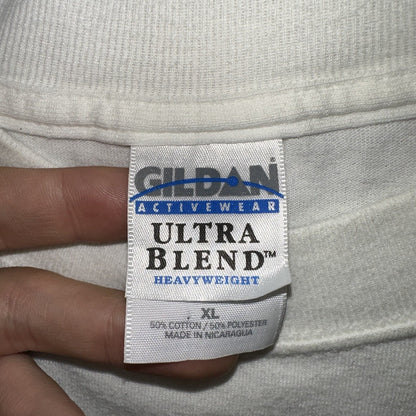 GILDAN®
ACTIVEWEAR
ULTRA
BLEND™
HEAVYWEIGHT
XL
50% COTTON / 50% POLYESTER
MADE IN NICARAGUA